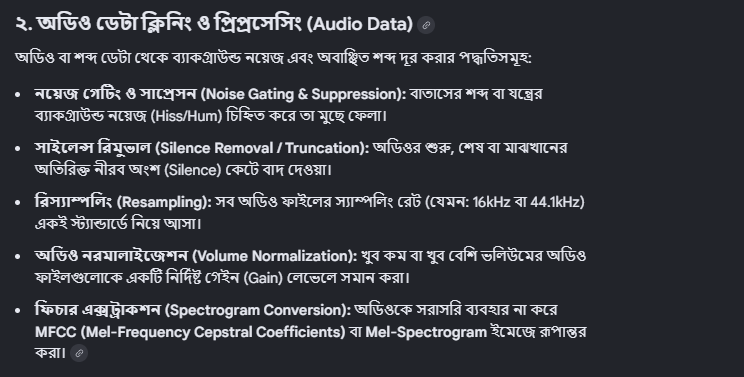 ২. অডিও ডেটা ক্লিনিং ও প্রিপ্রসেসিং (Audio Data)
অডিও বা শব্দ ডেটা থেকে ব্যাকগ্রাউন্ড নয়েজ এবং অবাঞ্ছিত শব্দ দূর করার পদ্ধতিসমূহ:
• নয়েজ গেটিং ও সাপ্রেসন (Noise Gating & Suppression): বাতাসের শব্দ বা যন্ত্রের
ব্যাকগ্রাউন্ড নয়েজ (Hiss/Hum) চিহ্নিত করে তা মুছে ফেলা।
• সাইলেন্স রিমুভাল (Silence Removal / Truncation): অডিওর শুরু, শেষ বা মাঝখানের
অতিরিক্ত নীরব অংশ (Silence) কেটে বাদ দেওয়া।
• রিস্যাম্পলিং (Resampling): সব অডিও ফাইলের স্যাম্পলিং রেট (যেমন: 16kHz বা 44.1kHz)
একই স্ট্যান্ডার্ডে নিয়ে আসা।
• অডিও নরমালাইজেশন (Volume Normalization): খুব কম বা খুব বেশি ভলিউমের অডিও
ফাইলগুলোকে একটি নির্দিষ্ট গেইন (Gain) লেভেলে সমান করা।
• ফিচার এক্সট্রাকশন (Spectrogram Conversion): অডিওকে সরাসরি ব্যবহার না করে
MFCC (Mel-Frequency Cepstral Coefficients) বা Mel-Spectrogram ইমেজে রূপান্তর
করা।